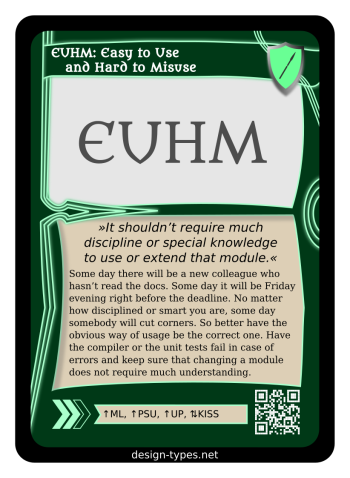 EUHM: Easy to Use
and Hard to Misuse
EUHM
»It shouldn’t require much
discipline or special knowledge
to use or extend that module.«
Some day there will be a new colleague who
hasn’t read the docs. Some day it will be Friday
evening right before the deadline. No matter
how disciplined or smart you are, some day
somebody will cut corners. So better have the
obvious way of usage be the correct one. Have
the compiler or the unit tests fail in case of
errors and keep sure that changing a module
does not require much understanding.
↑ML, ↑PSU, ↑UP, ⇅KISS
design-types.net